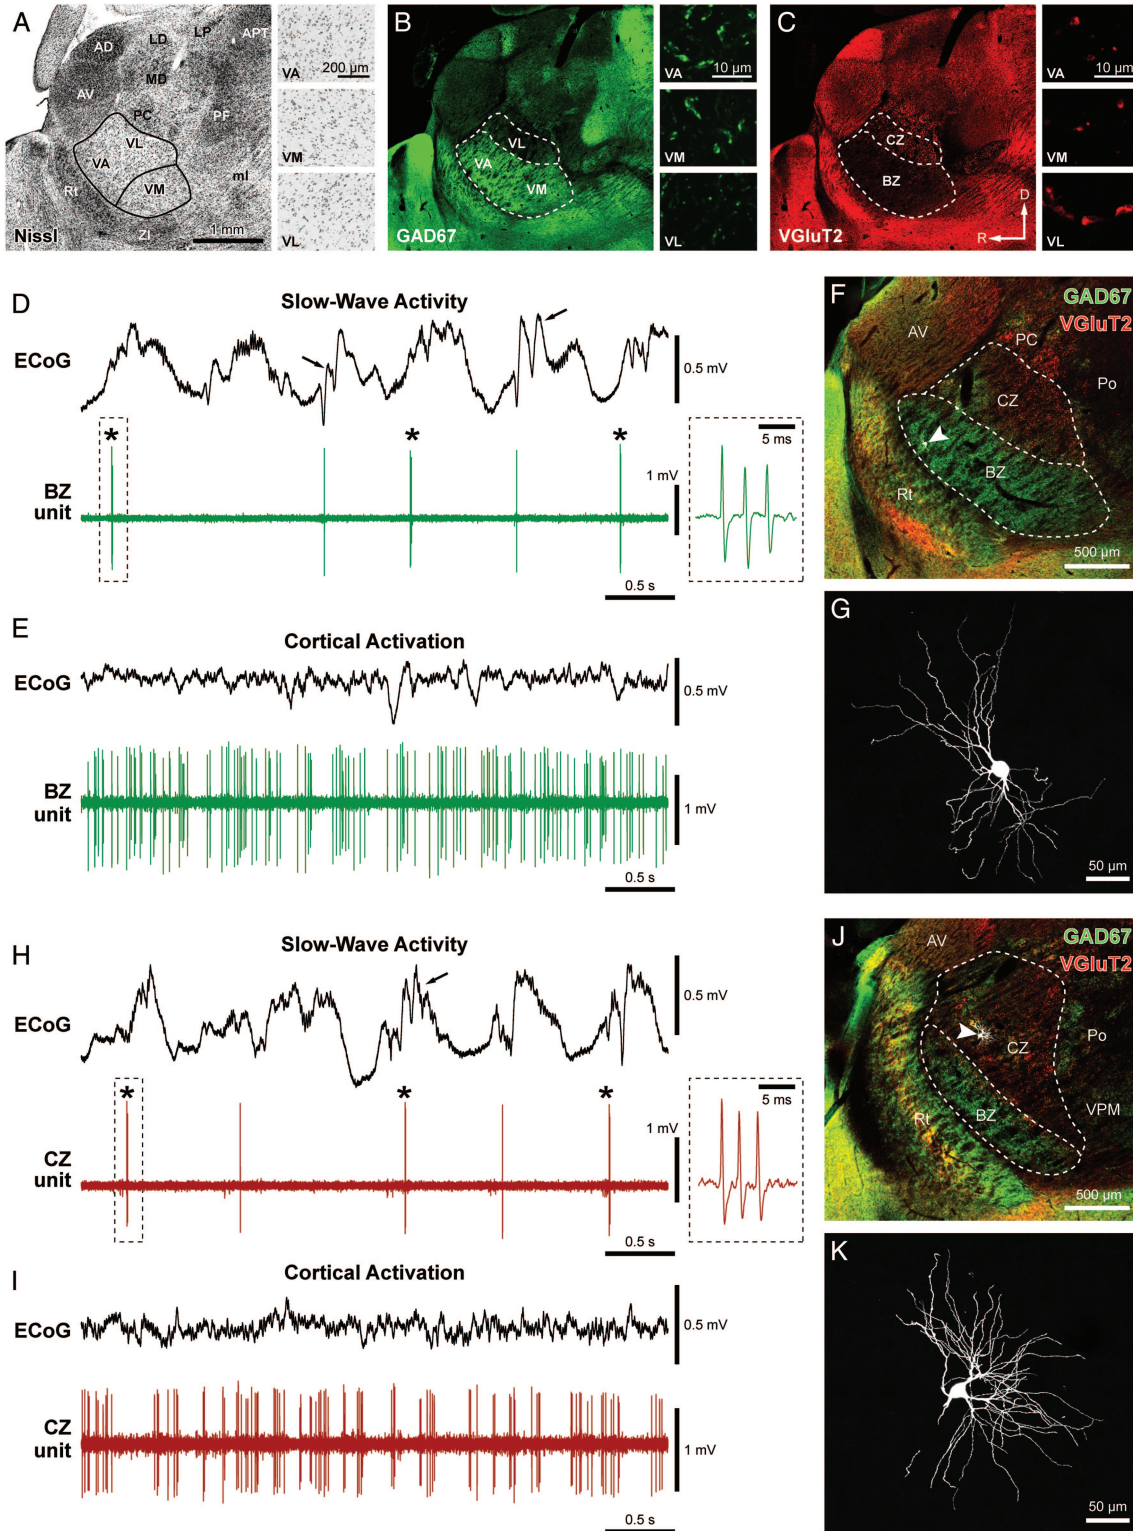 A
AD
LD
LP
APT
MD
AV
PC
PF
VL
VA
VM
Rt
ml
ZI
Nissl
1 mm
200 µm
VA
VM
VL
B
VL
VA
VM
GAD67
10 µm
VA
VM
VL
C
CZ
BZ
D
R
VGluT2
10 µm
VA
VM
VL
D
Slow-Wave Activity
ECoG
0.5 mV
* * *
BZ
unit
1 mV
0.5 s
5 ms
E
Cortical Activation
ECoG
0.5 mV
BZ
unit
1 mV
0.5 s
F
GAD67
VGluT2
AV
PC
Po
CZ
BZ
Rt
500 µm
G
50 µm
H
Slow-Wave Activity
ECoG
0.5 mV
* * *
CZ
unit
1 mV
0.5 s
5 ms
I
Cortical Activation
ECoG
0.5 mV
CZ
unit
1 mV
0.5 s
J
GAD67
VGluT2
AV
Po
CZ
BZ
VPM
Rt
500 µm
K
50 µm